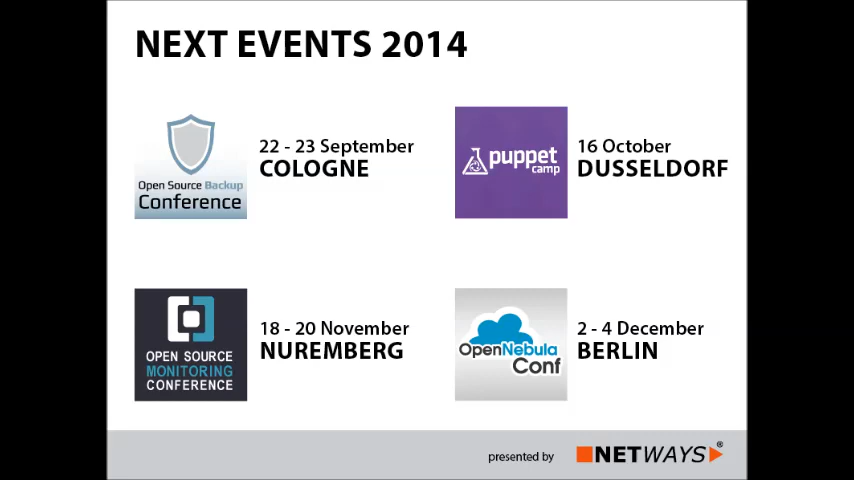 NEXT EVENTS 2014
22 - 23 September
COLOGNE
Open Source Backup
Conference
puppet
camp
16 October
DUSSELDORF
OPEN SOURCE
MONITORING
CONFERENCE
18 - 20 November
NUREMBERG
OpenNebula
Conf
2 - 4 December
BERLIN
presented by
NETWAYS®